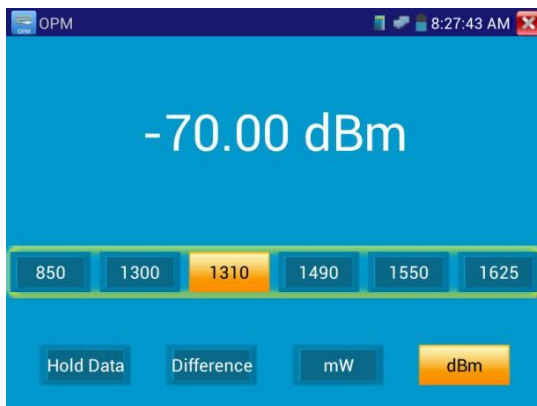 OPM
OPM 8:27:43 AM
-70.00 dBm
850 1300 1310 1490 1550 1625
Hold Data Difference mW dBm